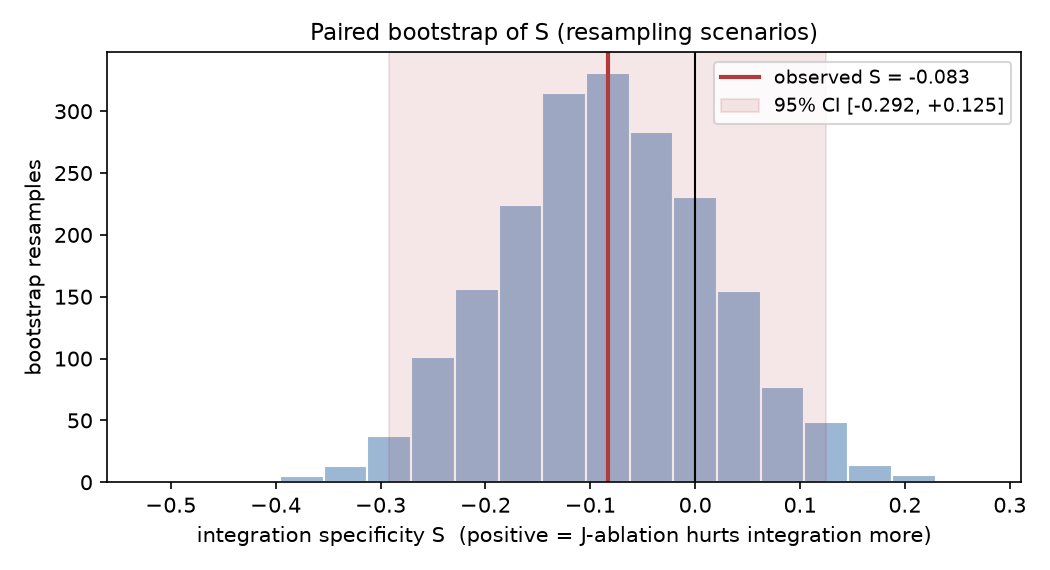 Paired bootstrap of S (resampling scenarios)
observed S = -0.083
95% CI [-0.292, +0.125]
bootstrap resamples
300
250
200
150
100
50
0
−0.5 −0.4 −0.3 −0.2 −0.1 0.0 0.1 0.2 0.3
integration specificity S (positive = J-ablation hurts integration more)